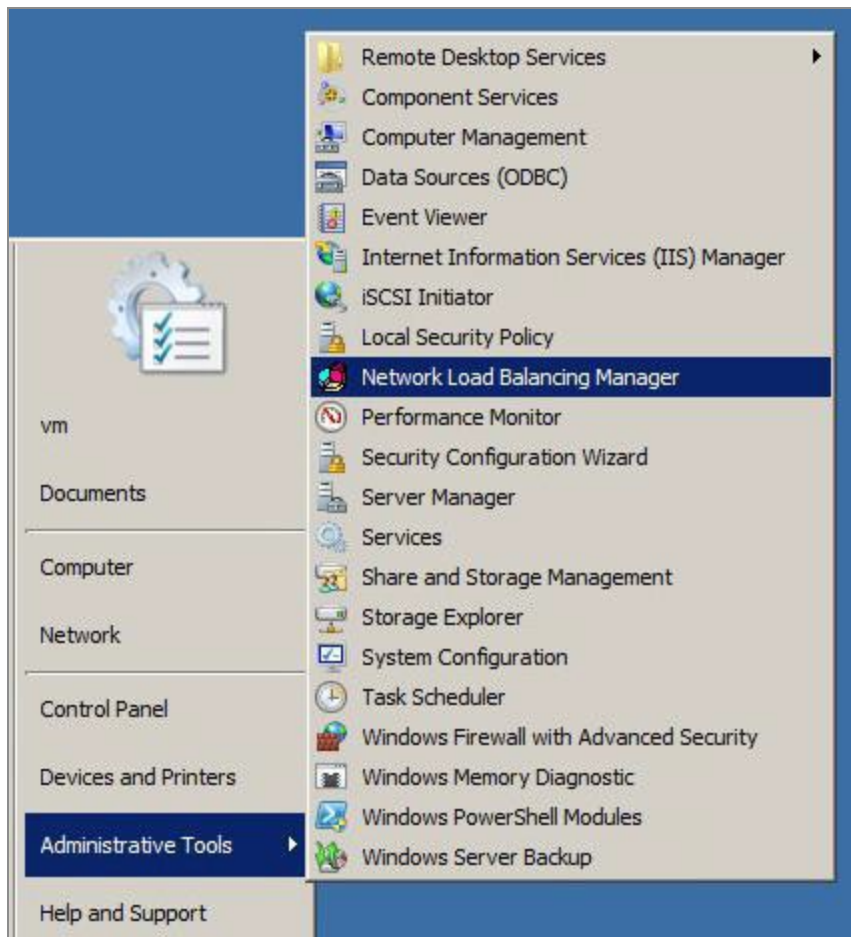 Remote Desktop Services
Component Services
Computer Management
Data Sources (ODBC)
Event Viewer
Internet Information Services (IIS) Manager
iSCSI Initiator
Local Security Policy
Network Load Balancing Manager
Performance Monitor
Security Configuration Wizard
Server Manager
Services
Share and Storage Management
Storage Explorer
System Configuration
Task Scheduler
Windows Firewall with Advanced Security
Windows Memory Diagnostic
Windows PowerShell Modules
Windows Server Backup
vm
Documents
Computer
Network
Control Panel
Devices and Printers
Administrative Tools
Help and Support